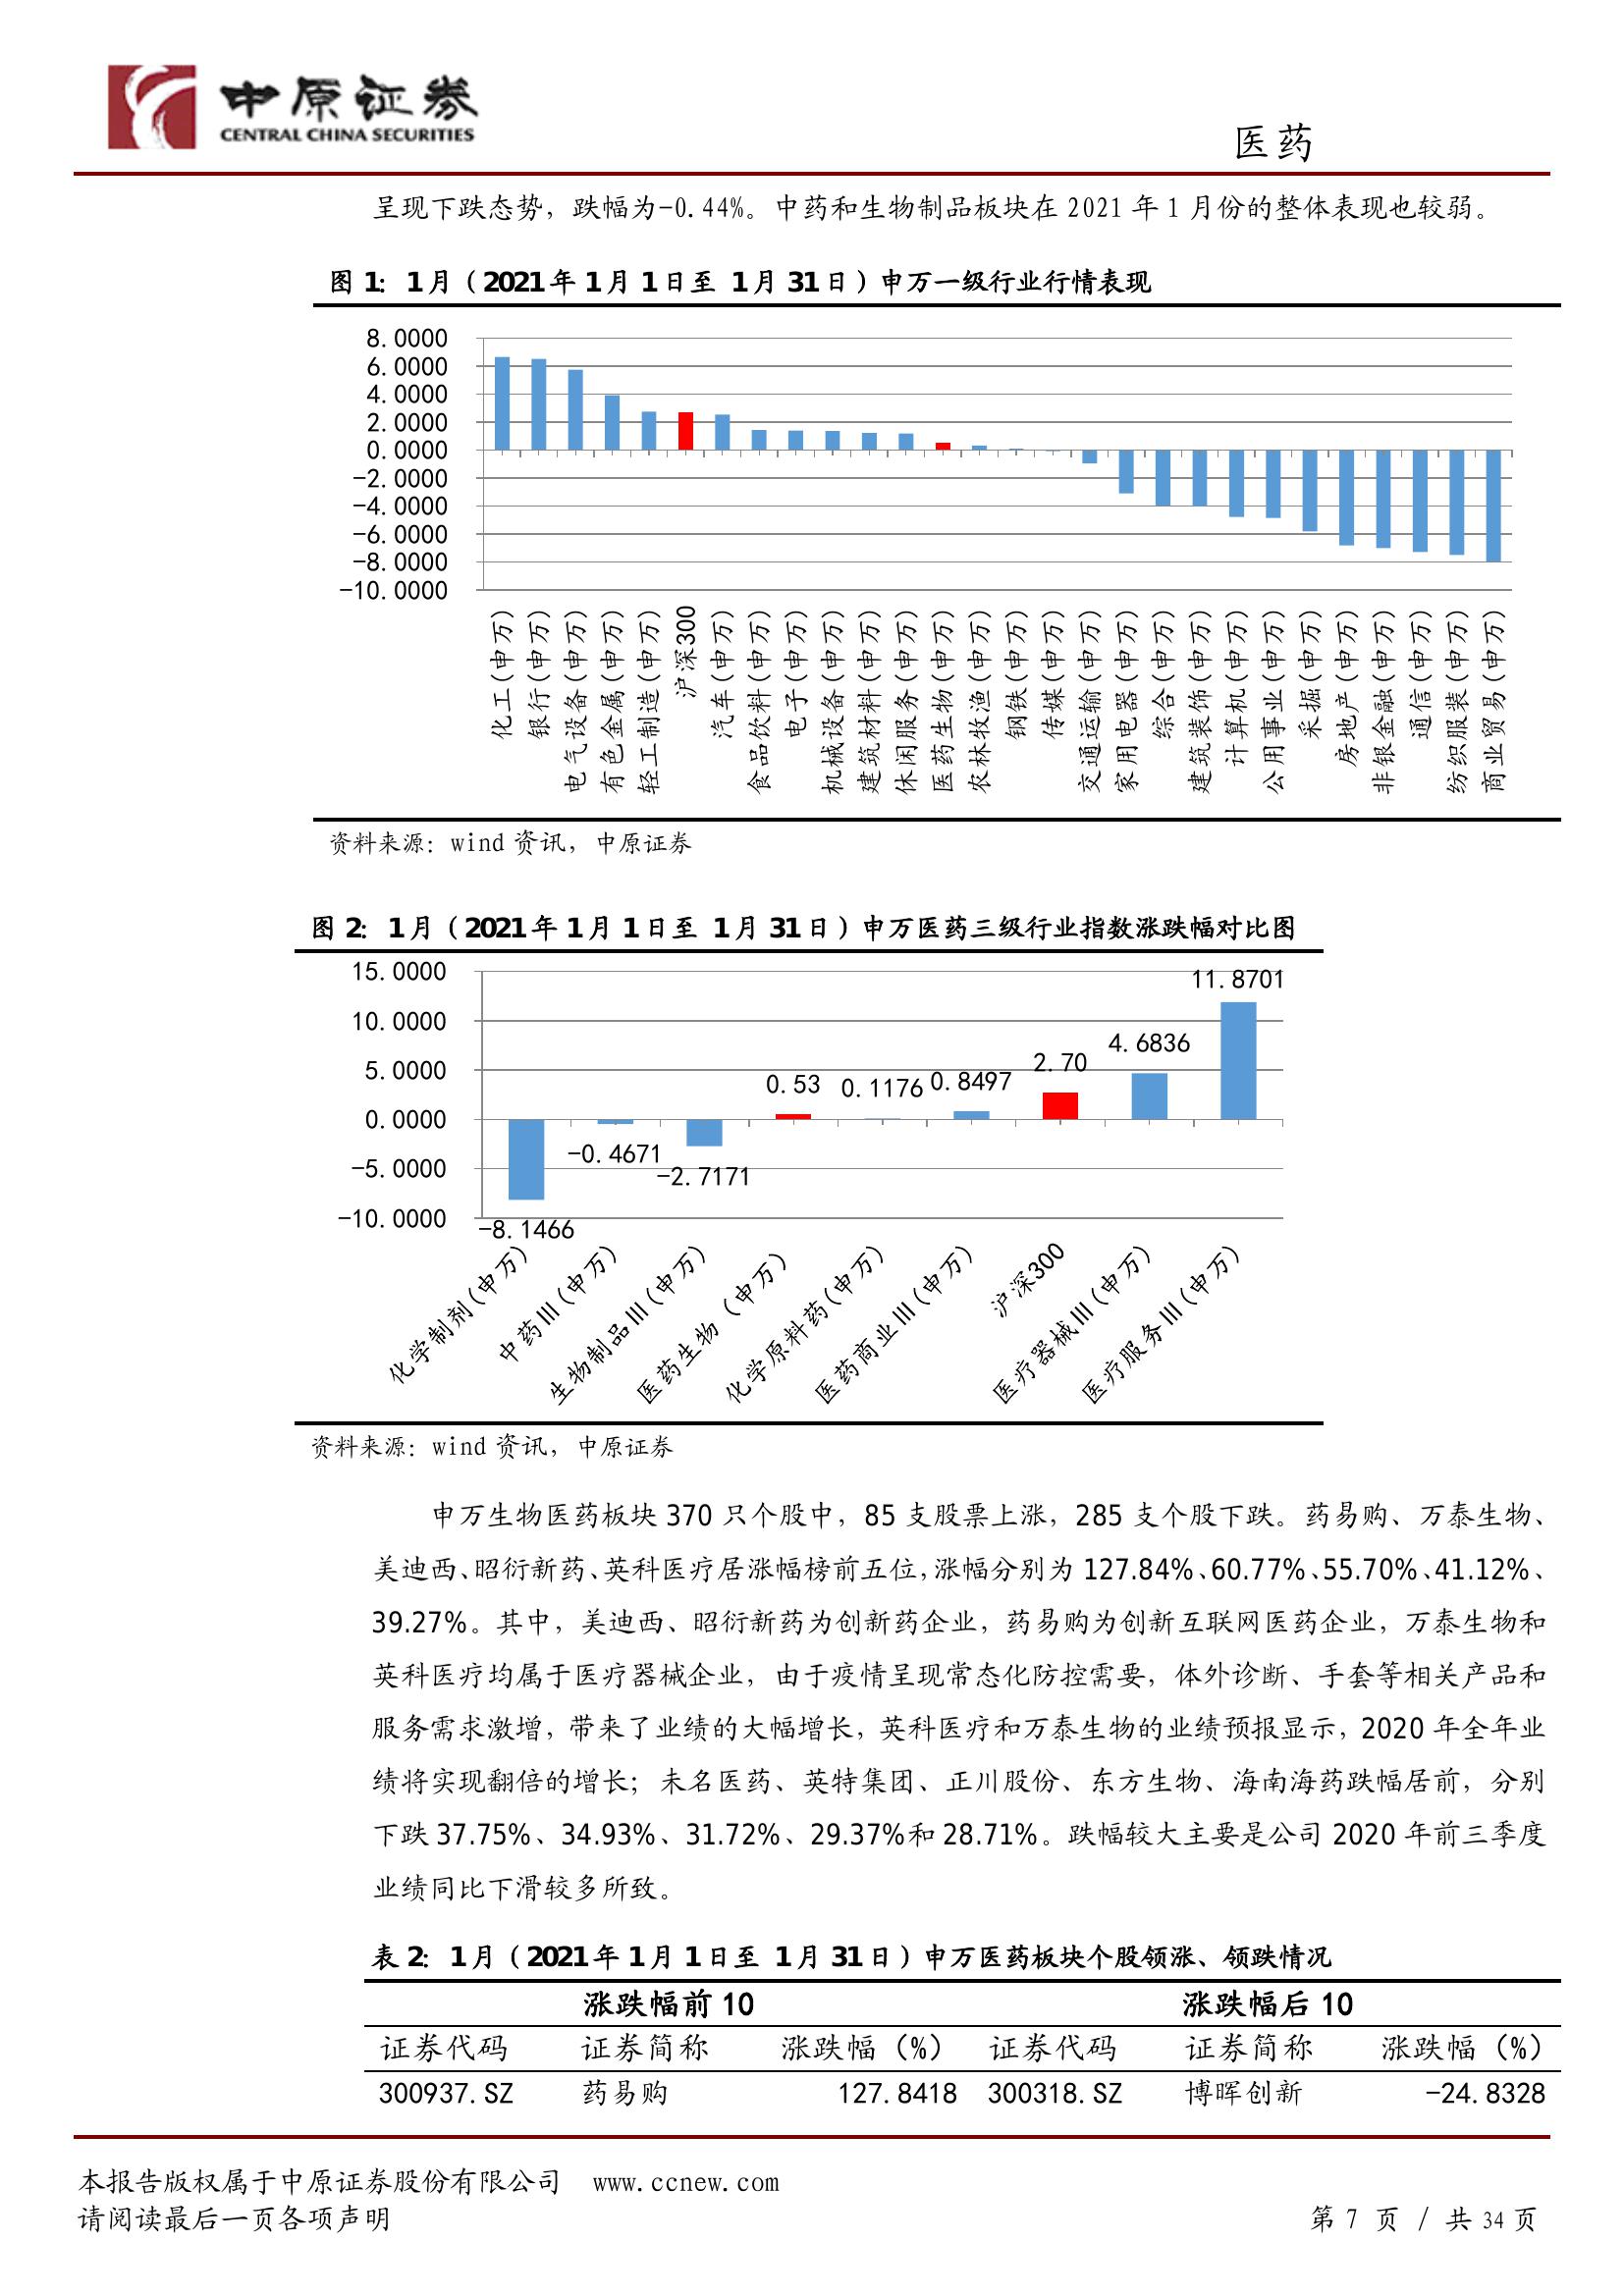 中原证券
CENTRAL CHINA SECURITIES
医药
呈现下跌态势，跌幅为-0.44%。中药和生物制品板块在 2021 年 1 月份的整体表现也较弱。
图 1: 1 月（2021 年 1 月 1 日至 1 月 31 日）申万一级行业行情表现
8.0000
6.0000
4.0000
2.0000
0.0000
-2.0000
-4.0000
-6.0000
-8.0000
-10.0000
化工(申万)
银行(申万)
电气设备(申万)
有色金属(申万)
轻工制造(申万)
沪深300
汽车(申万)
食品饮料(申万)
电子(申万)
机械设备(申万)
建筑材料(申万)
休闲服务(申万)
医药生物(申万)
农林牧渔(申万)
钢铁(申万)
传媒(申万)
交通运输(申万)
家用电器(申万)
综合(申万)
建筑装饰(申万)
计算机(申万)
公用事业(申万)
采掘(申万)
房地产(申万)
非银金融(申万)
通信(申万)
纺织服装(申万)
商业贸易(申万)
资料来源：wind 资讯，中原证券
图 2: 1 月（2021 年 1 月 1 日至 1 月 31 日）申万医药三级行业指数涨跌幅对比图
15.0000
10.0000
5.0000
0.0000
-5.0000
-10.0000
-8.1466
-0.4671
-2.7171
0.53
0.1176
0.8497
2.70
4.6836
11.8701
化学制剂(申万)
中药Ⅲ(申万)
生物制品Ⅲ(申万)
医药生物（申万）
化学原料药(申万)
医药商业Ⅲ(申万)
沪深300
医疗器械Ⅲ(申万)
医疗服务Ⅲ(申万)
资料来源：wind 资讯，中原证券
申万生物医药板块 370 只个股中，85 支股票上涨，285 支个股下跌。药易购、万泰生物、
美迪西、昭衍新药、英科医疗居涨幅榜前五位，涨幅分别为 127.84%、60.77%、55.70%、41.12%、
39.27%。其中，美迪西、昭衍新药为创新药企业，药易购为创新互联网医药企业，万泰生物和
英科医疗均属于医疗器械企业，由于疫情呈现常态化防控需要，体外诊断、手套等相关产品和
服务需求激增，带来了业绩的大幅增长，英科医疗和万泰生物的业绩预报显示，2020 年全年业
绩将实现翻倍的增长；未名医药、英特集团、正川股份、东方生物、海南海药跌幅居前，分别
下跌 37.75%、34.93%、31.72%、29.37%和 28.71%。跌幅较大主要是公司 2020 年前三季度
业绩同比下滑较多所致。
表 2: 1 月（2021 年 1 月 1 日至 1 月 31 日）申万医药板块个股领涨、领跌情况
涨跌幅前 10 涨跌幅后 10
证券代码 证券简称 涨跌幅（%） 证券代码 证券简称 涨跌幅（%）
300937.SZ 药易购 127.8418 300318.SZ 博晖创新 -24.8328
本报告版权属于中原证券股份有限公司 www.ccnew.com
请阅读最后一页各项声明 第 7 页 / 共 34 页